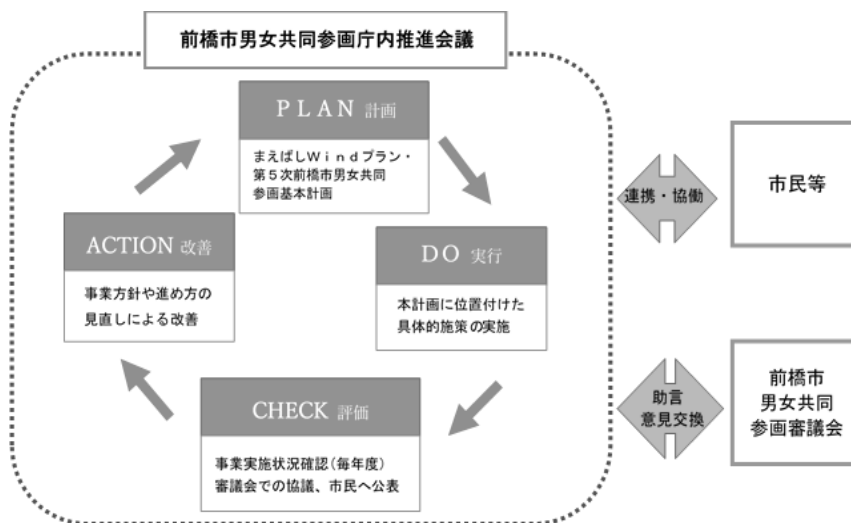 前橋市男女共同参画庁内推進会議
PLAN 計画
まえばしWindプラン・
第5次前橋市男女共同
参画基本計画
DO 実行
本計画に位置付けた
具体的施策の実施
CHECK 評価
事業実施状況確認(毎年度)
審議会での協議、市民へ公表
ACTION 改善
事業方針や進め方の
見直しによる改善
連携・協働
市民等
助言
意見交換
前橋市
男女共同
参画審議会